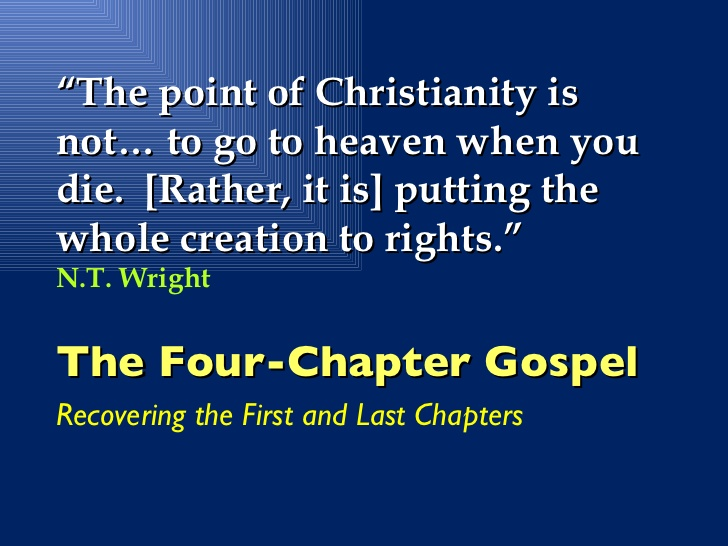 “The point of Christianity is
not… to go to heaven when you
die.  [Rather, it is] putting the
whole creation to rights.”
N.T. Wright
The Four-Chapter Gospel
Recovering the First and Last Chapters